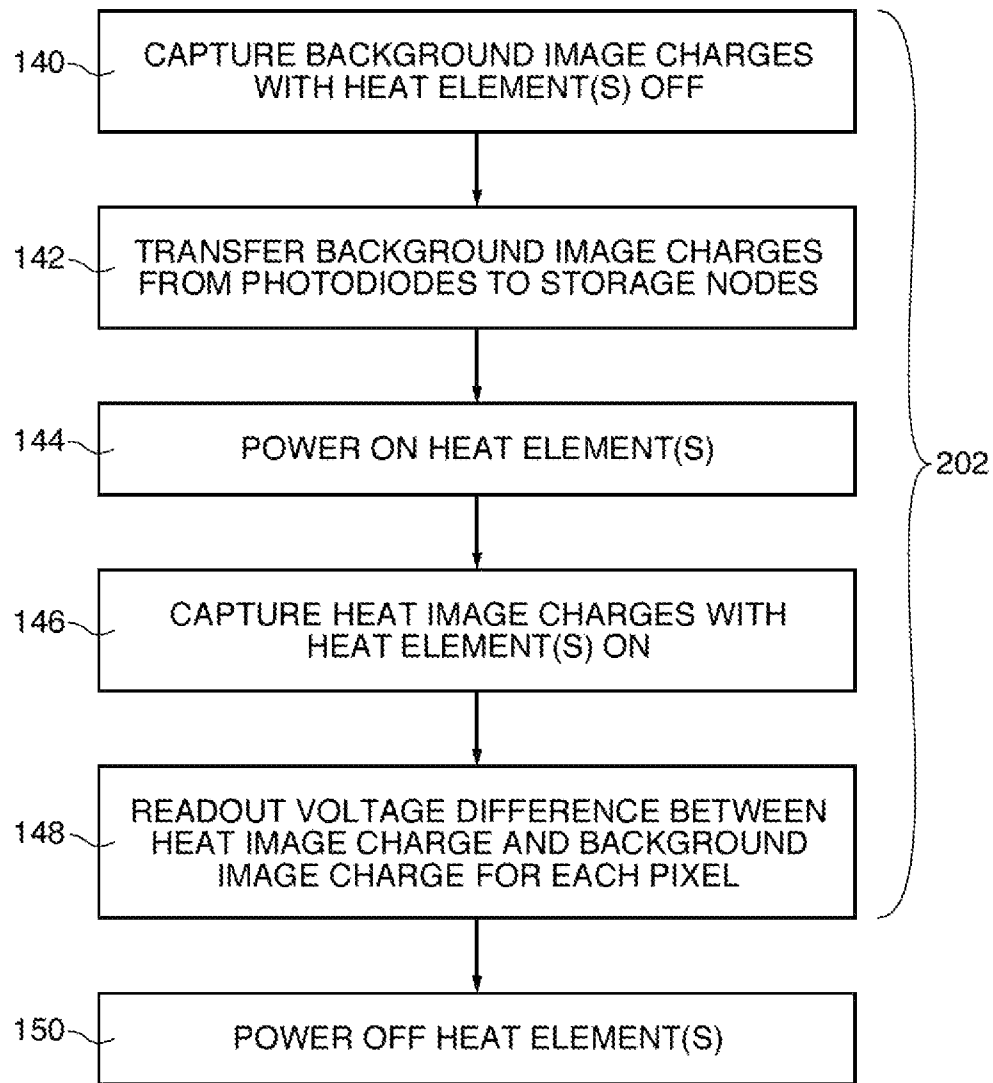 140
CAPTURE BACKGROUND IMAGE CHARGES
WITH HEAT ELEMENT(S) OFF
142
TRANSFER BACKGROUND IMAGE CHARGES
FROM PHOTODIODES TO STORAGE NODES
144
POWER ON HEAT ELEMENT(S)
202
146
CAPTURE HEAT IMAGE CHARGES WITH
HEAT ELEMENT(S) ON
148
READOUT VOLTAGE DIFFERENCE BETWEEN
HEAT IMAGE CHARGE AND BACKGROUND
IMAGE CHARGE FOR EACH PIXEL
150
POWER OFF HEAT ELEMENT(S)